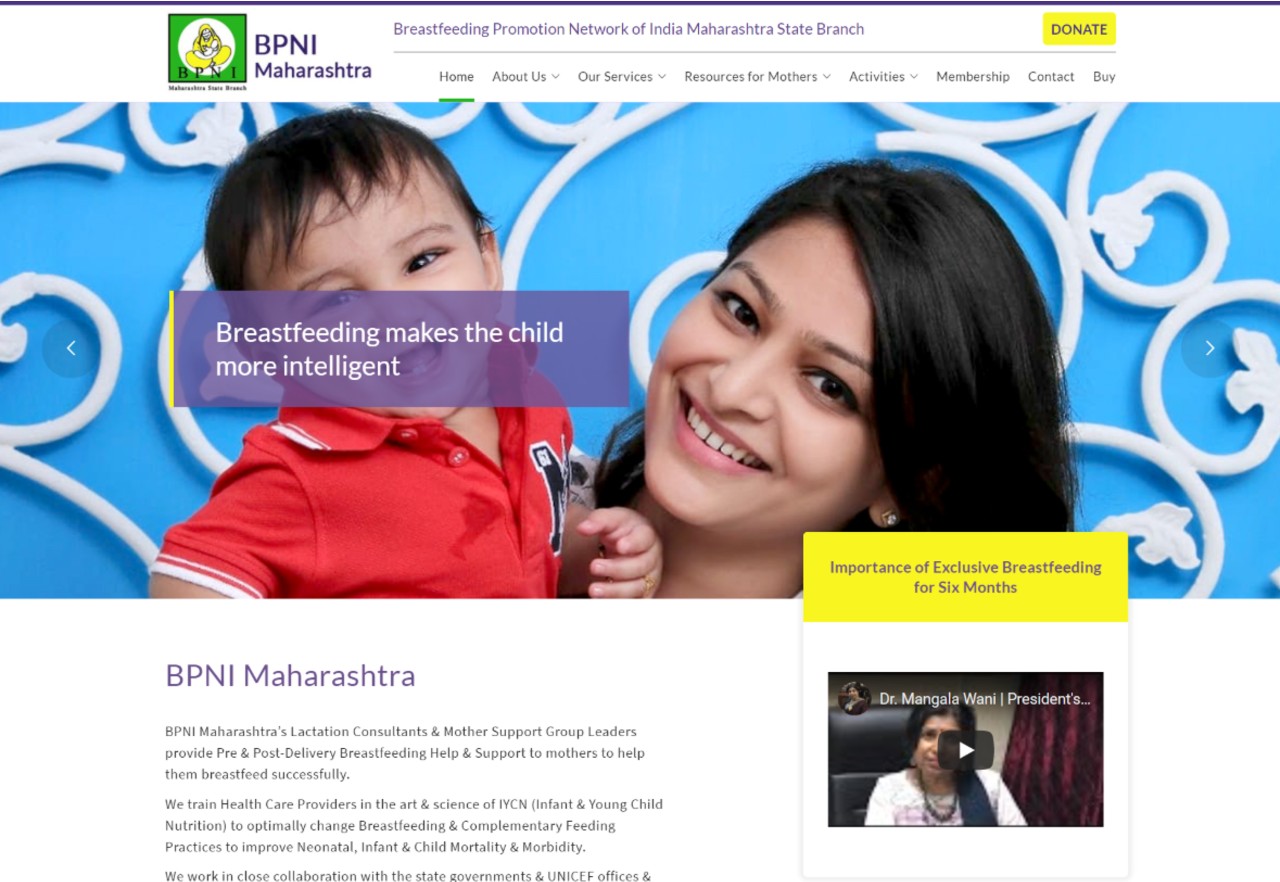 BPNI
Maharashtra State Branch
BPNI
Maharashtra
Breastfeeding Promotion Network of India Maharashtra State Branch
DONATE
Home About Us Our Services Resources for Mothers Activities Membership Contact Buy
Breastfeeding makes the child
more intelligent
Importance of Exclusive Breastfeeding
for Six Months
Dr. Mangala Wani | President's...
BPNI Maharashtra
BPNI Maharashtra's Lactation Consultants & Mother Support Group Leaders
provide Pre & Post-Delivery Breastfeeding Help & Support to mothers to help
them breastfeed successfully.
We train Health Care Providers in the art & science of IYCN (Infant & Young Child
Nutrition) to optimally change Breastfeeding & Complementary Feeding
Practices to improve Neonatal, Infant & Child Mortality & Morbidity.
We work in close collaboration with the state governments & UNICEF offices &